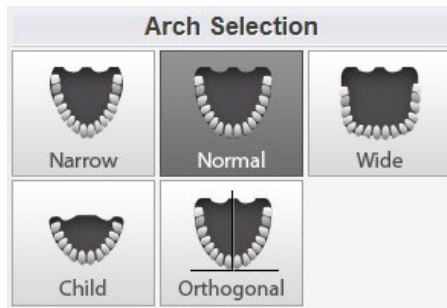 Arch Selection
Narrow
Normal
Wide
Child
Orthogonal